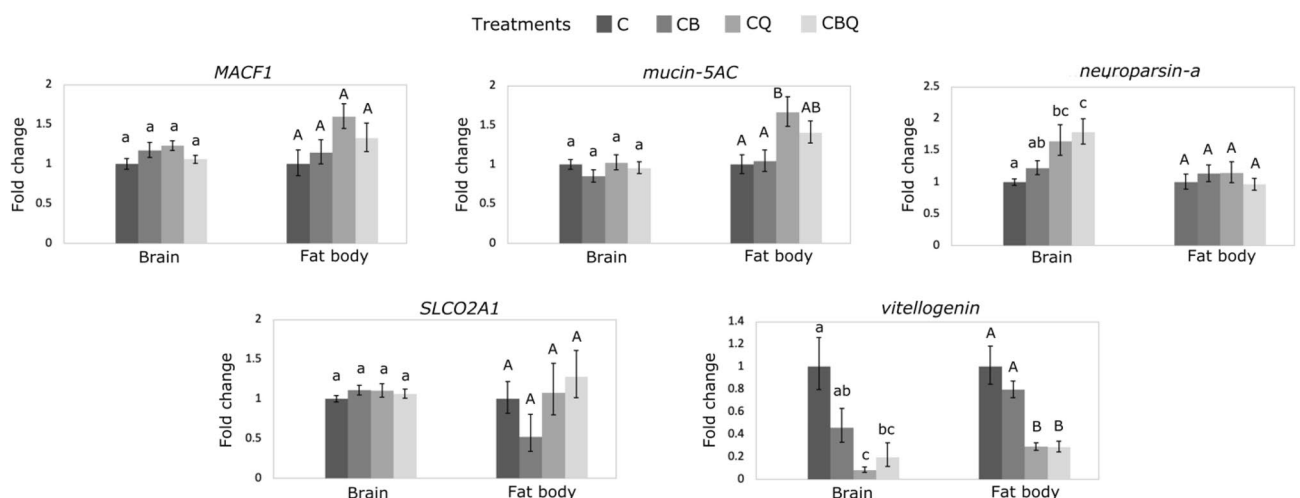 Treatments C CB CQ CBQ
MACF1
Fold change
2
1.5
1
0.5
0
a a a a
A A A A
Brain Fat body
mucin-5AC
Fold change
2
1.5
1
0.5
0
a a a a
A A B AB
Brain Fat body
neuroparsin-a
Fold change
2.5
2
1.5
1
0.5
0
a ab bc c
A A A A
Brain Fat body
SLCO2A1
Fold change
2
1.5
1
0.5
0
a a a a
A A A A
Brain Fat body
vitellogenin
Fold change
1.4
1.2
1
0.8
0.6
0.4
0.2
0
a ab c bc
A A B B
Brain Fat body